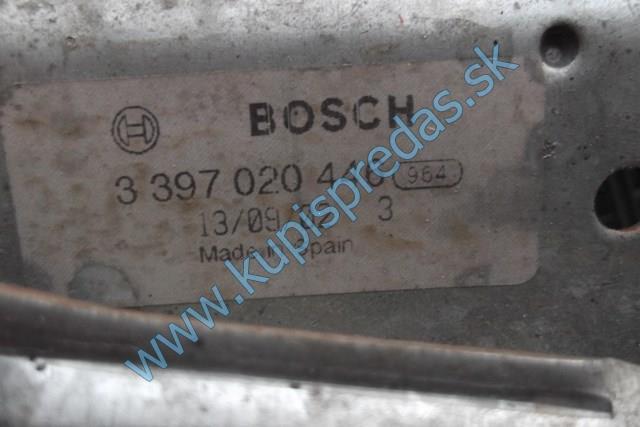 BOSCH
3 397 020 446 964
13/09/ 3
Made in Spain
www.kupispredas.sk